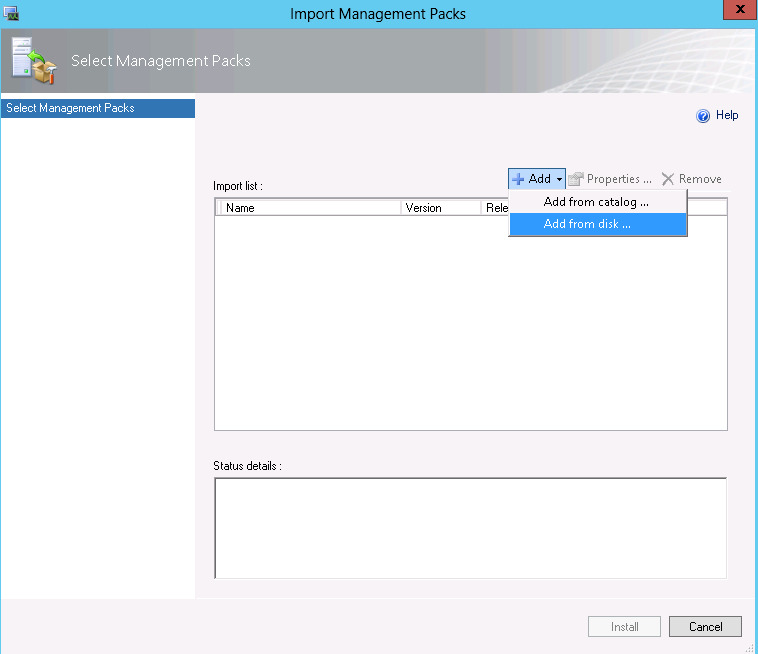 Import Management Packs
x
Select Management Packs
Select Management Packs
Help
Import list :
Add
Properties ...
Remove
Name
Version
Rele
Add from catalog ...
Add from disk ...
Status details :
Install
Cancel